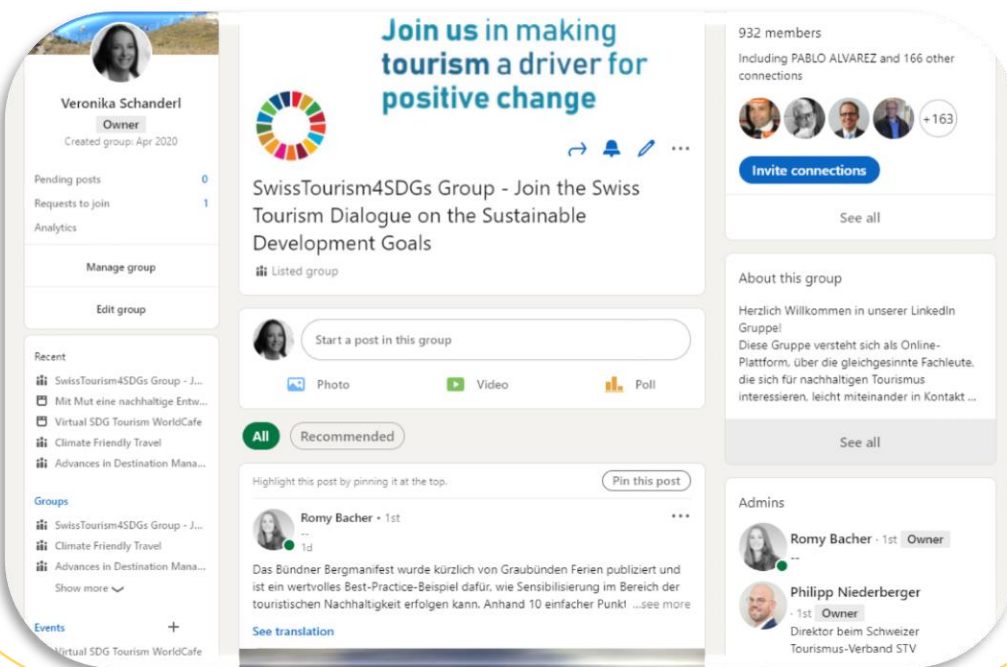 Veronika Schanderl
Owner
Created group: Apr 2020
Pending posts 0
Requests to join 1
Analytics
Manage group
Edit group
Recent
SwissTourism4SDGs Group - J...
Mit Mut eine nachhaltige Entw...
Virtual SDG Tourism WorldCafe
Climate Friendly Travel
Advances in Destination Mana...
Groups
SwissTourism4SDGs Group - J...
Climate Friendly Travel
Advances in Destination Mana...
Show more
Events +
Virtual SDG Tourism WorldCafe
Join us in making
tourism a driver for
positive change
SwissTourism4SDGs Group - Join the Swiss
Tourism Dialogue on the Sustainable
Development Goals
Listed group
Start a post in this group
Photo Video Poll
All Recommended
Highlight this post by pinning it at the top. Pin this post
Romy Bacher • 1st
--
1d
Das Bündner Bergmanifest wurde kürzlich von Graubünden Ferien publiziert und
ist ein wertvolles Best-Practice-Beispiel dafür, wie Sensibilisierung im Bereich der
touristischen Nachhaltigkeit erfolgen kann. Anhand 10 einfacher Punkt ...see more
See translation
932 members
Including PABLO ALVAREZ and 166 other
connections
+163
Invite connections
See all
About this group
Herzlich Willkommen in unserer LinkedIn
Gruppe!
Diese Gruppe versteht sich als Online-
Plattform, über die gleichgesinnte Fachleute,
die sich für nachhaltigen Tourismus
interessieren, leicht miteinander in Kontakt ...
See all
Admins
Romy Bacher · 1st Owner
--
Philipp Niederberger
· 1st Owner
Direktor beim Schweizer
Tourismus-Verband STV